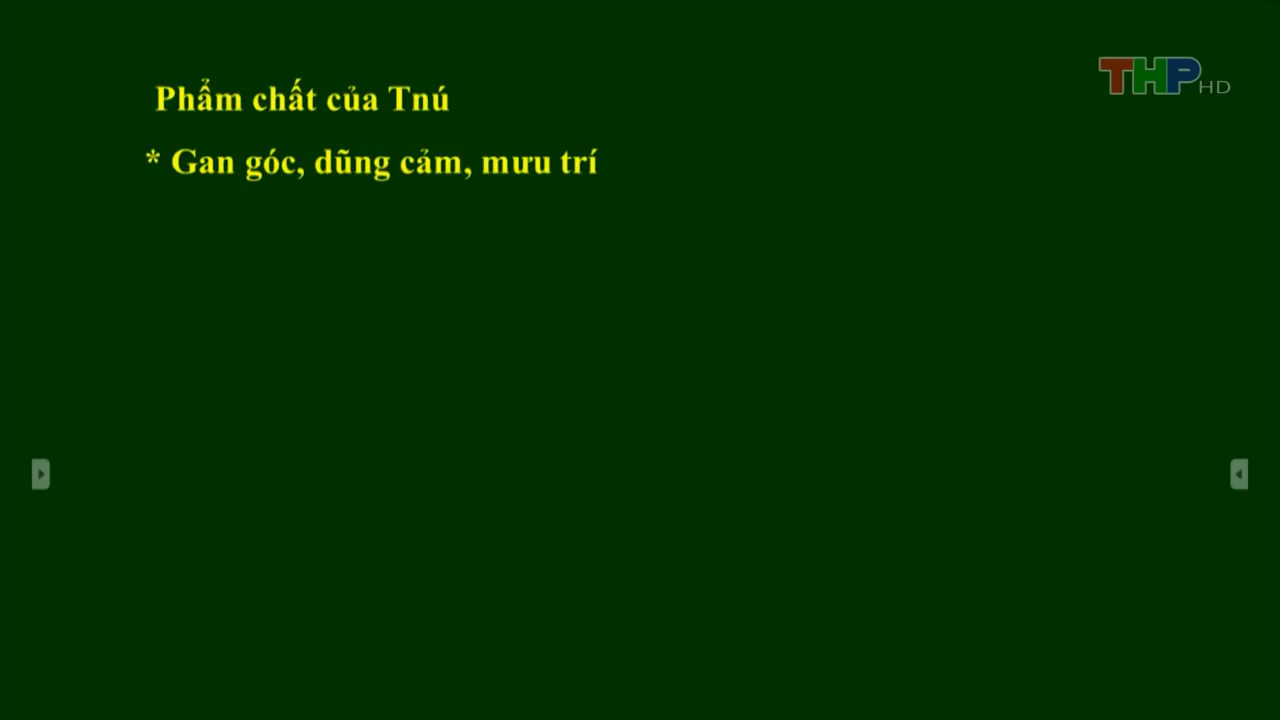 THP HD
Phẩm chất của Tnú
* Gan góc, dũng cảm, mưu trí